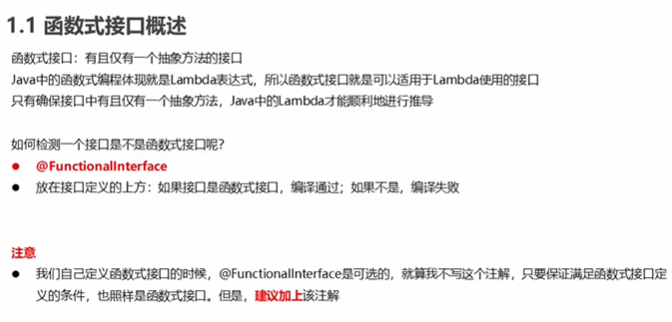 1.1 函数式接口概述
函数式接口：有且仅有一个抽象方法的接口
Java中的函数式编程体现就是Lambda表达式，所以函数式接口就是可以适用于Lambda使用的接口
只有确保接口中有且仅有一个抽象方法，Java中的Lambda才能顺利地进行推导
如何检测一个接口是不是函数式接口呢？
● @FunctionalInterface
● 放在接口定义的上方：如果接口是函数式接口，编译通过；如果不是，编译失败
注意
● 我们自己定义函数式接口的时候，@FunctionalInterface是可选的，就算我不写这个注解，只要保证满足函数式接口定
义的条件，也照样是函数式接口。但是，建议加上该注解